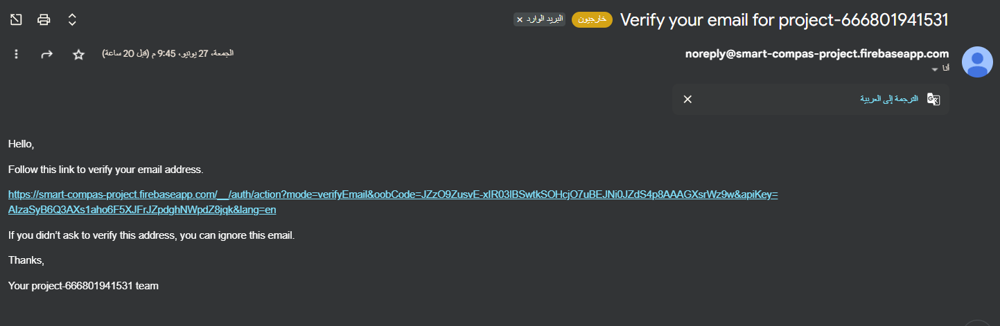 Verify your email for project-666801941531
خارجيون
البريد الوارد ×
noreply@smart-compas-project.firebaseapp.com
الجمعة، 27 يونيو، 9:45 م (قبل 20 ساعة)
أنا
الترجمة إلى العربية
Hello,
Follow this link to verify your email address.
https://smart-compas-project.firebaseapp.com/__/auth/action?mode=verifyEmail&oobCode=JZzO9ZusvE-xIR03lBSwtkSOHcjO7uBEJNi0JZdS4p8AAAGXsrWz9w&apiKey=
AIzaSyB6Q3AXs1aho6F5XJFrJZpdghNWpdZ8jqk&lang=en
If you didn’t ask to verify this address, you can ignore this email.
Thanks,
Your project-666801941531 team